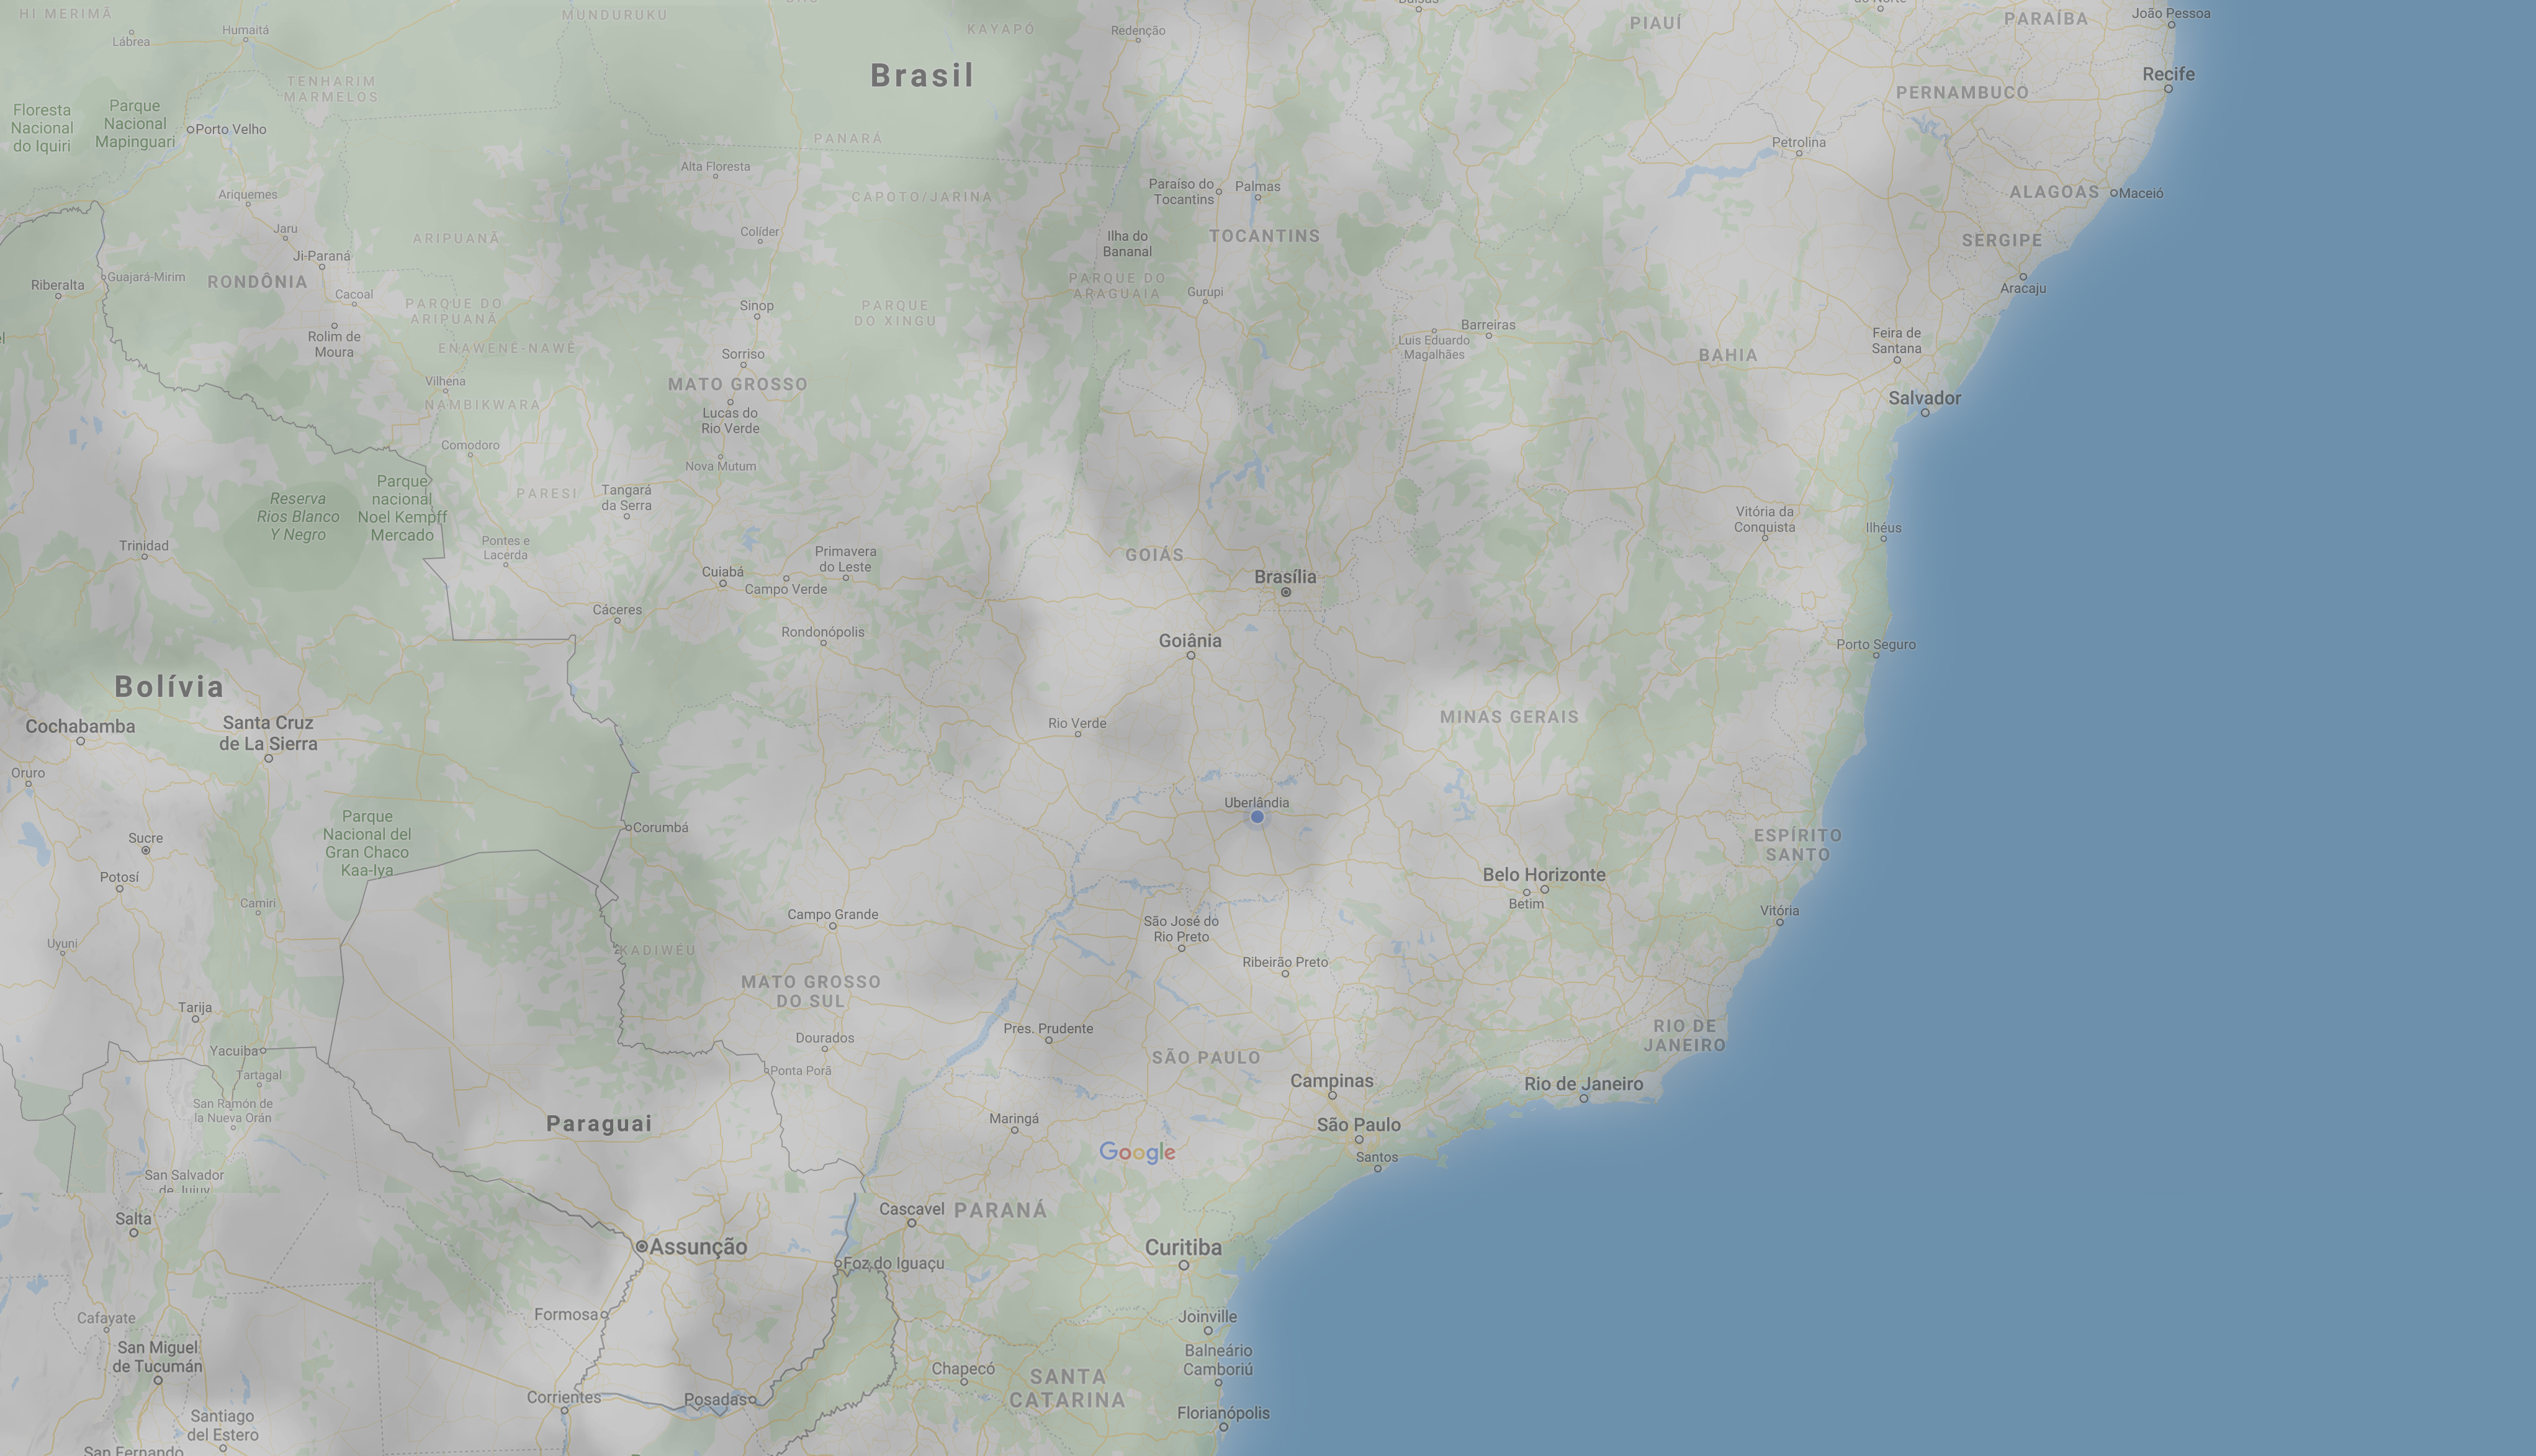 HI MERIMÃ
MUNDURUKU
KAYAPÓ
Redenção
PIAUÍ
PARAÍBA
João Pessoa
Lábrea
Humaitá
Brasil
Recife
TENHARIM
MARMELOS
PERNAMBUCO
Floresta
Nacional
do Iquiri
Parque
Nacional
Mapinguari
Porto Velho
PANARÁ
Petrolina
Alta Floresta
Ariquemes
CAPOTO/JARINA
Paraíso do
Tocantins
Palmas
ALAGOAS
Maceió
Jaru
ARIPUANÃ
Colíder
Ilha do
Bananal
TOCANTINS
SERGIPE
Ji-Paraná
Guajará-Mirim
RONDÔNIA
Riberalta
Cacoal
PARQUE DO
ARIPUANÃ
Sinop
PARQUE
DO XINGU
PARQUE DO
ARAGUAIA
Gurupi
Aracaju
Rolim de
Moura
ENAWENÊ-NAWÊ
Sorriso
Luis Eduardo
Magalhães
Barreiras
BAHIA
Feira de
Santana
Vilhena
MATO GROSSO
NAMBIKWARA
Lucas do
Rio Verde
Salvador
Comodoro
Nova Mutum
Reserva
Rios Blanco
Y Negro
Parque
nacional
Noel Kempff
Mercado
PARESI
Tangará
da Serra
Vitória da
Conquista
Ilhéus
Trinidad
Pontes e
Lacerda
Primavera
do Leste
GOIÁS
Cuiabá
Campo Verde
Brasília
Cáceres
Rondonópolis
Goiânia
Porto Seguro
Bolívia
Cochabamba
Santa Cruz
de La Sierra
Rio Verde
MINAS GERAIS
Oruro
Uberlândia
Parque
Nacional del
Gran Chaco
Kaa-Iya
Corumbá
Sucre
ESPÍRITO
SANTO
Potosí
Belo Horizonte
Betim
Camiri
Campo Grande
São José do
Rio Preto
Vitória
Uyuni
KADIWÉU
Ribeirão Preto
MATO GROSSO
DO SUL
Tarija
Pres. Prudente
RIO DE
JANEIRO
Dourados
Yacuiba
SÃO PAULO
Tartagal
Ponta Porã
Campinas
Rio de Janeiro
San Ramón de
la Nueva Orán
Paraguai
Maringá
São Paulo
Google
Santos
San Salvador
de Jujuy
Salta
Cascavel
PARANÁ
Assunção
Curitiba
Foz do Iguaçu
Cafayate
Formosa
Joinville
San Miguel
de Tucumán
Balneário
Camboriú
Chapecó
SANTA
CATARINA
Corrientes
Posadas
Santiago
del Estero
Florianópolis
San Fernando